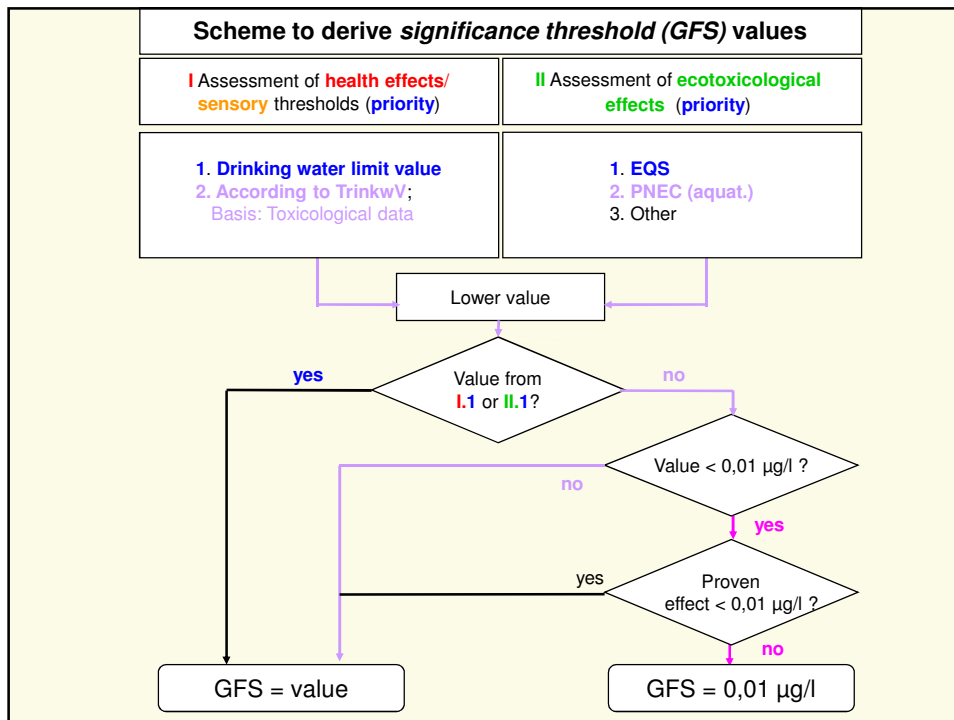 Scheme to derive significance threshold (GFS) values
I Assessment of health effects/
sensory thresholds (priority)
II Assessment of ecotoxicological
effects (priority)
1. Drinking water limit value
2. According to TrinkwV;
Basis: Toxicological data
1. EQS
2. PNEC (aquat.)
3. Other
Lower value
yes
Value from
I.1 or II.1?
no
Value < 0,01 µg/l ?
no
yes
yes
Proven
effect < 0,01 µg/l ?
no
GFS = value
GFS = 0,01 µg/l